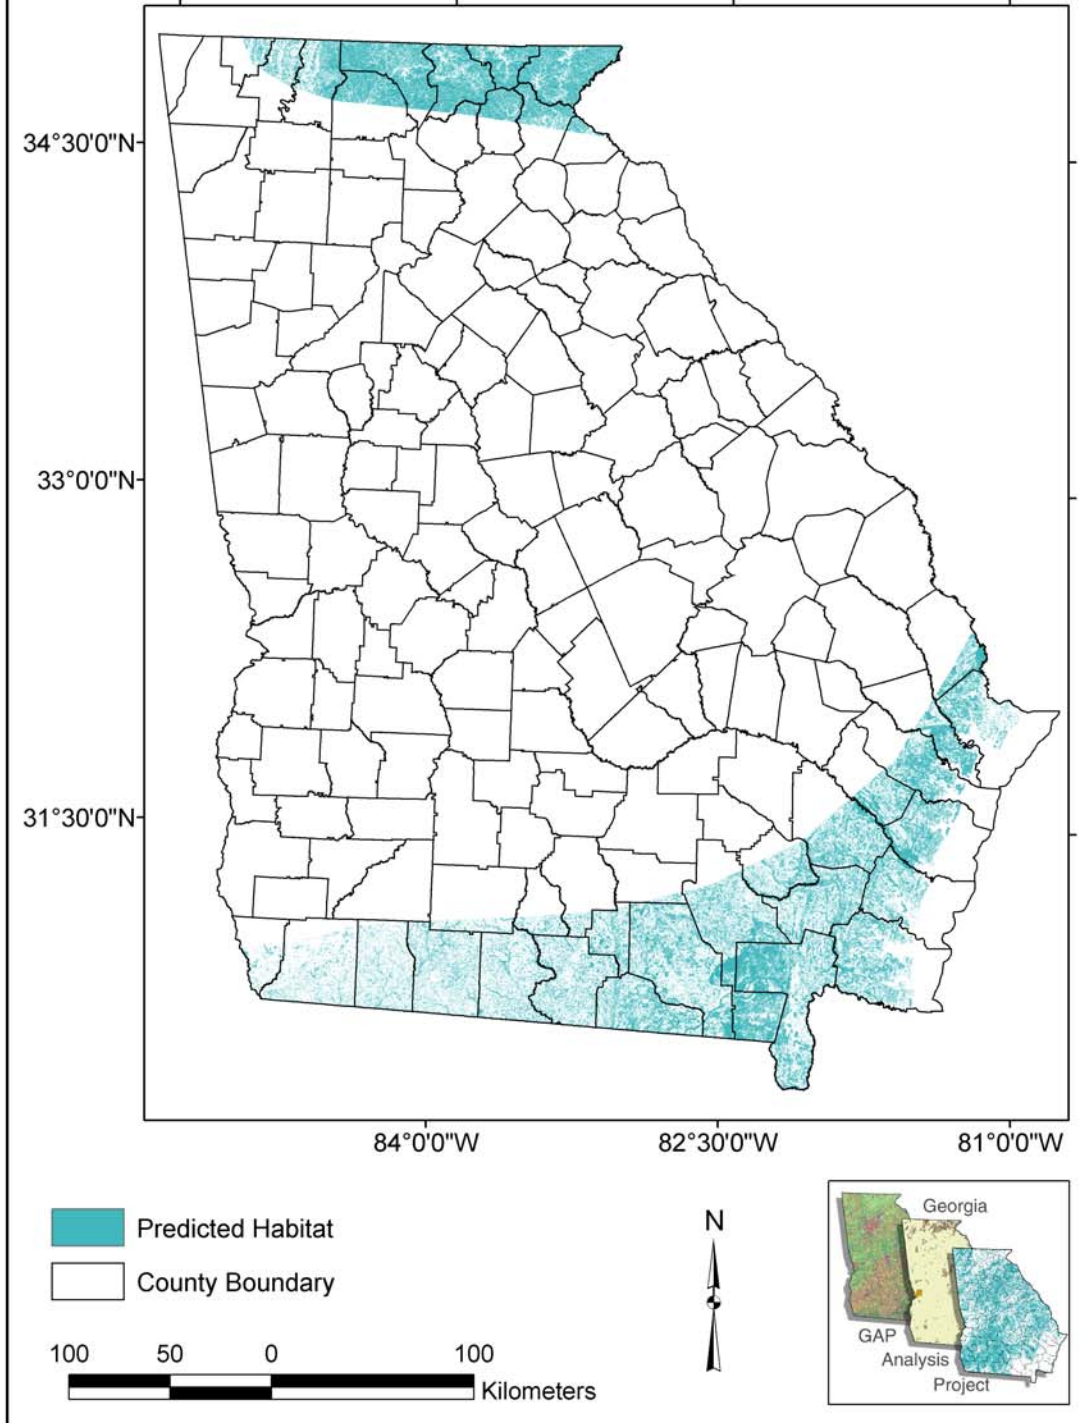 34°30'0"N
33°0'0"N
31°30'0"N
84°0'0"W 82°30'0"W 81°0'0"W
Predicted Habitat
County Boundary
100 50 0 100
Kilometers
N
Georgia
GAP
Analysis
Project